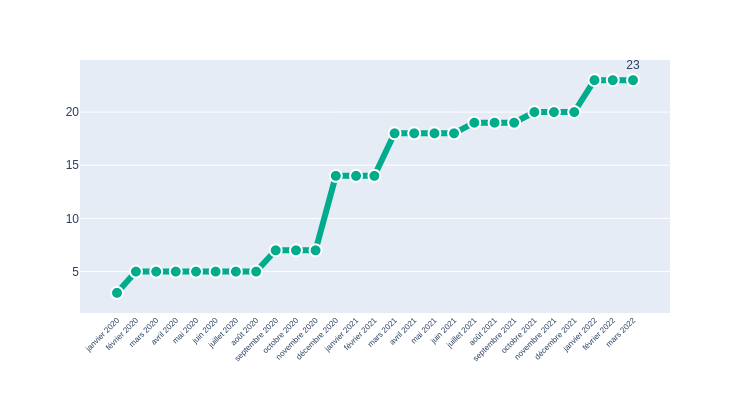 23
20
15
10
5
janvier 2020
février 2020
mars 2020
avril 2020
mai 2020
juin 2020
juillet 2020
août 2020
septembre 2020
octobre 2020
novembre 2020
décembre 2020
janvier 2021
février 2021
mars 2021
avril 2021
mai 2021
juin 2021
juillet 2021
août 2021
septembre 2021
octobre 2021
novembre 2021
décembre 2021
janvier 2022
février 2022
mars 2022